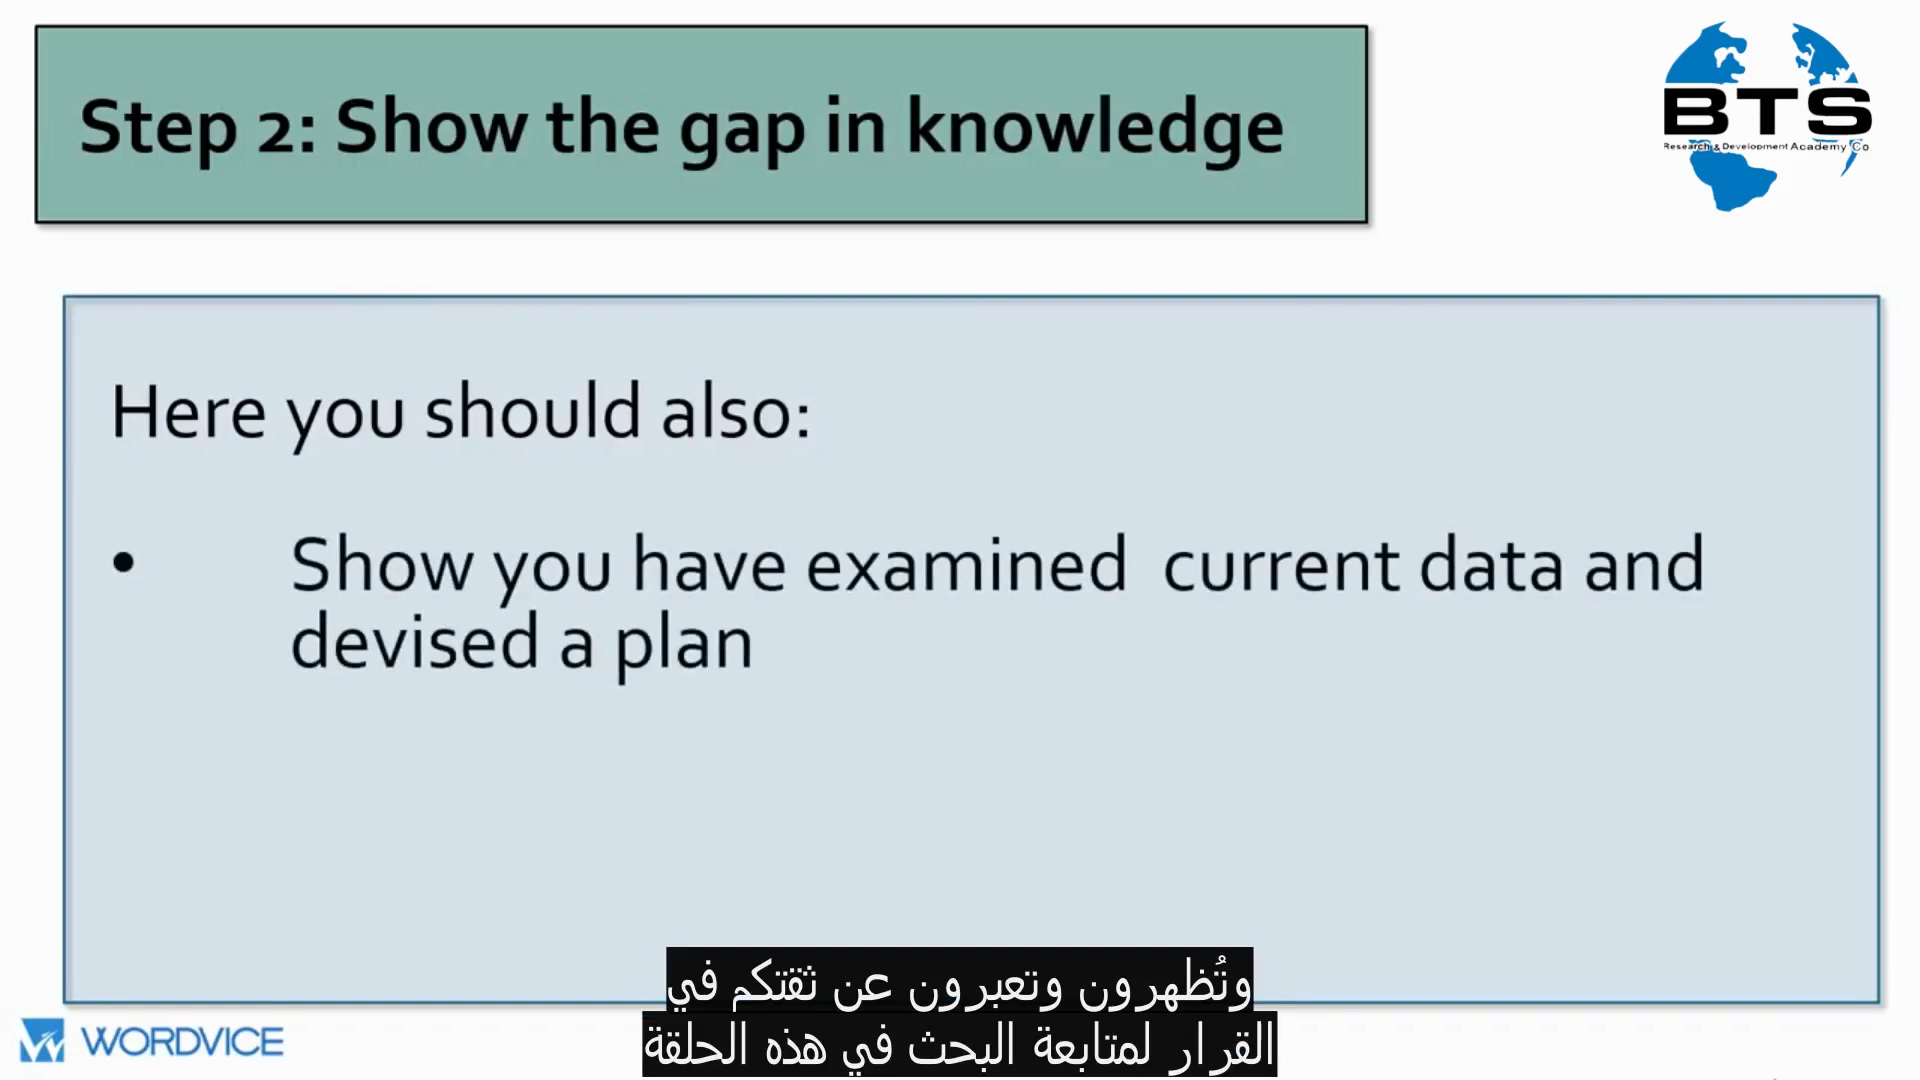 Step 2: Show the gap in knowledge
BTS
Research & Development Academy Co
Here you should also:
• Show you have examined current data and
devised a plan
وتُظهرون وتعبرون عن ثقتكم في
القرار لمتابعة البحث في هذه الحلقة
WORDVICE